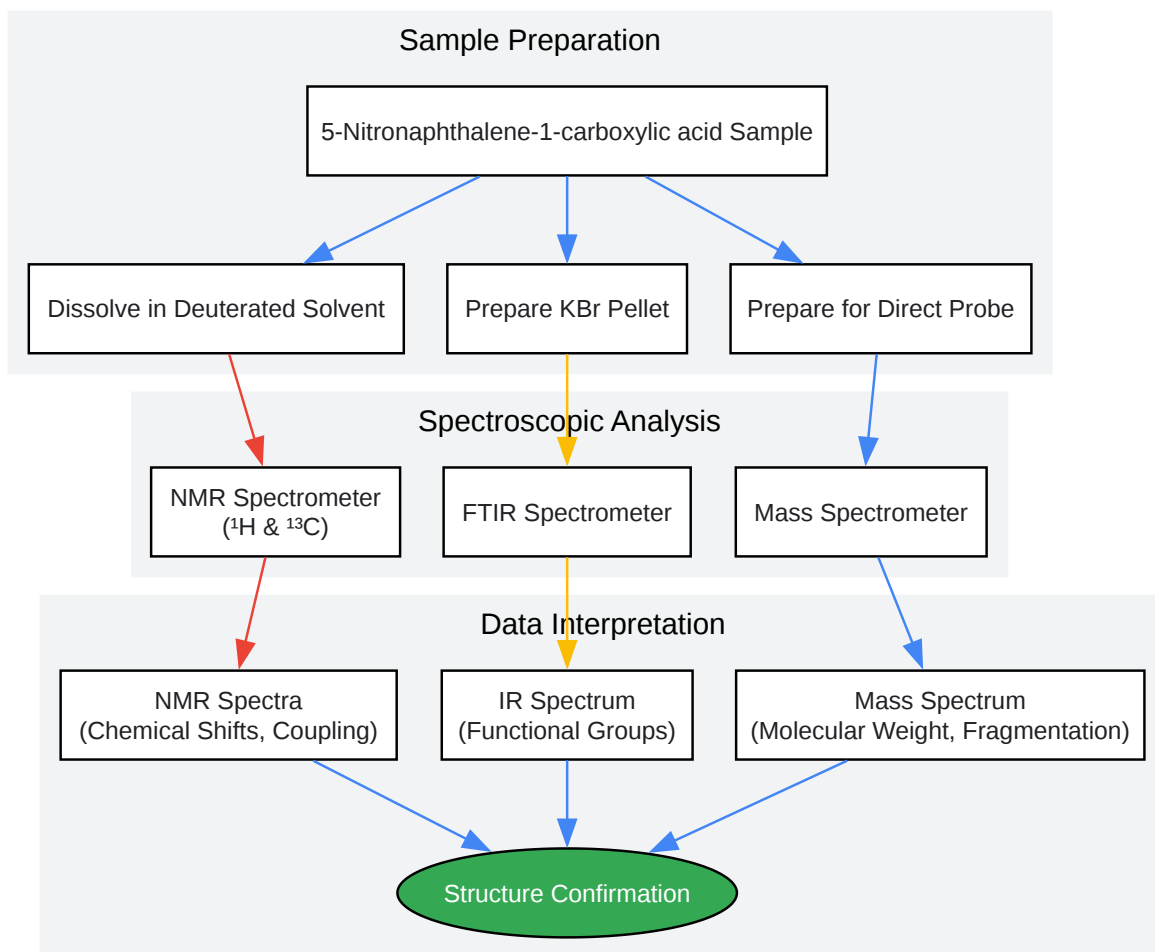 Sample Preparation
5-Nitronaphthalene-1-carboxylic acid Sample
Dissolve in Deuterated Solvent
Prepare KBr Pellet
Prepare for Direct Probe
Spectroscopic Analysis
NMR Spectrometer
(¹H & ¹³C)
FTIR Spectrometer
Mass Spectrometer
Data Interpretation
NMR Spectra
(Chemical Shifts, Coupling)
IR Spectrum
(Functional Groups)
Mass Spectrum
(Molecular Weight, Fragmentation)
Structure Confirmation